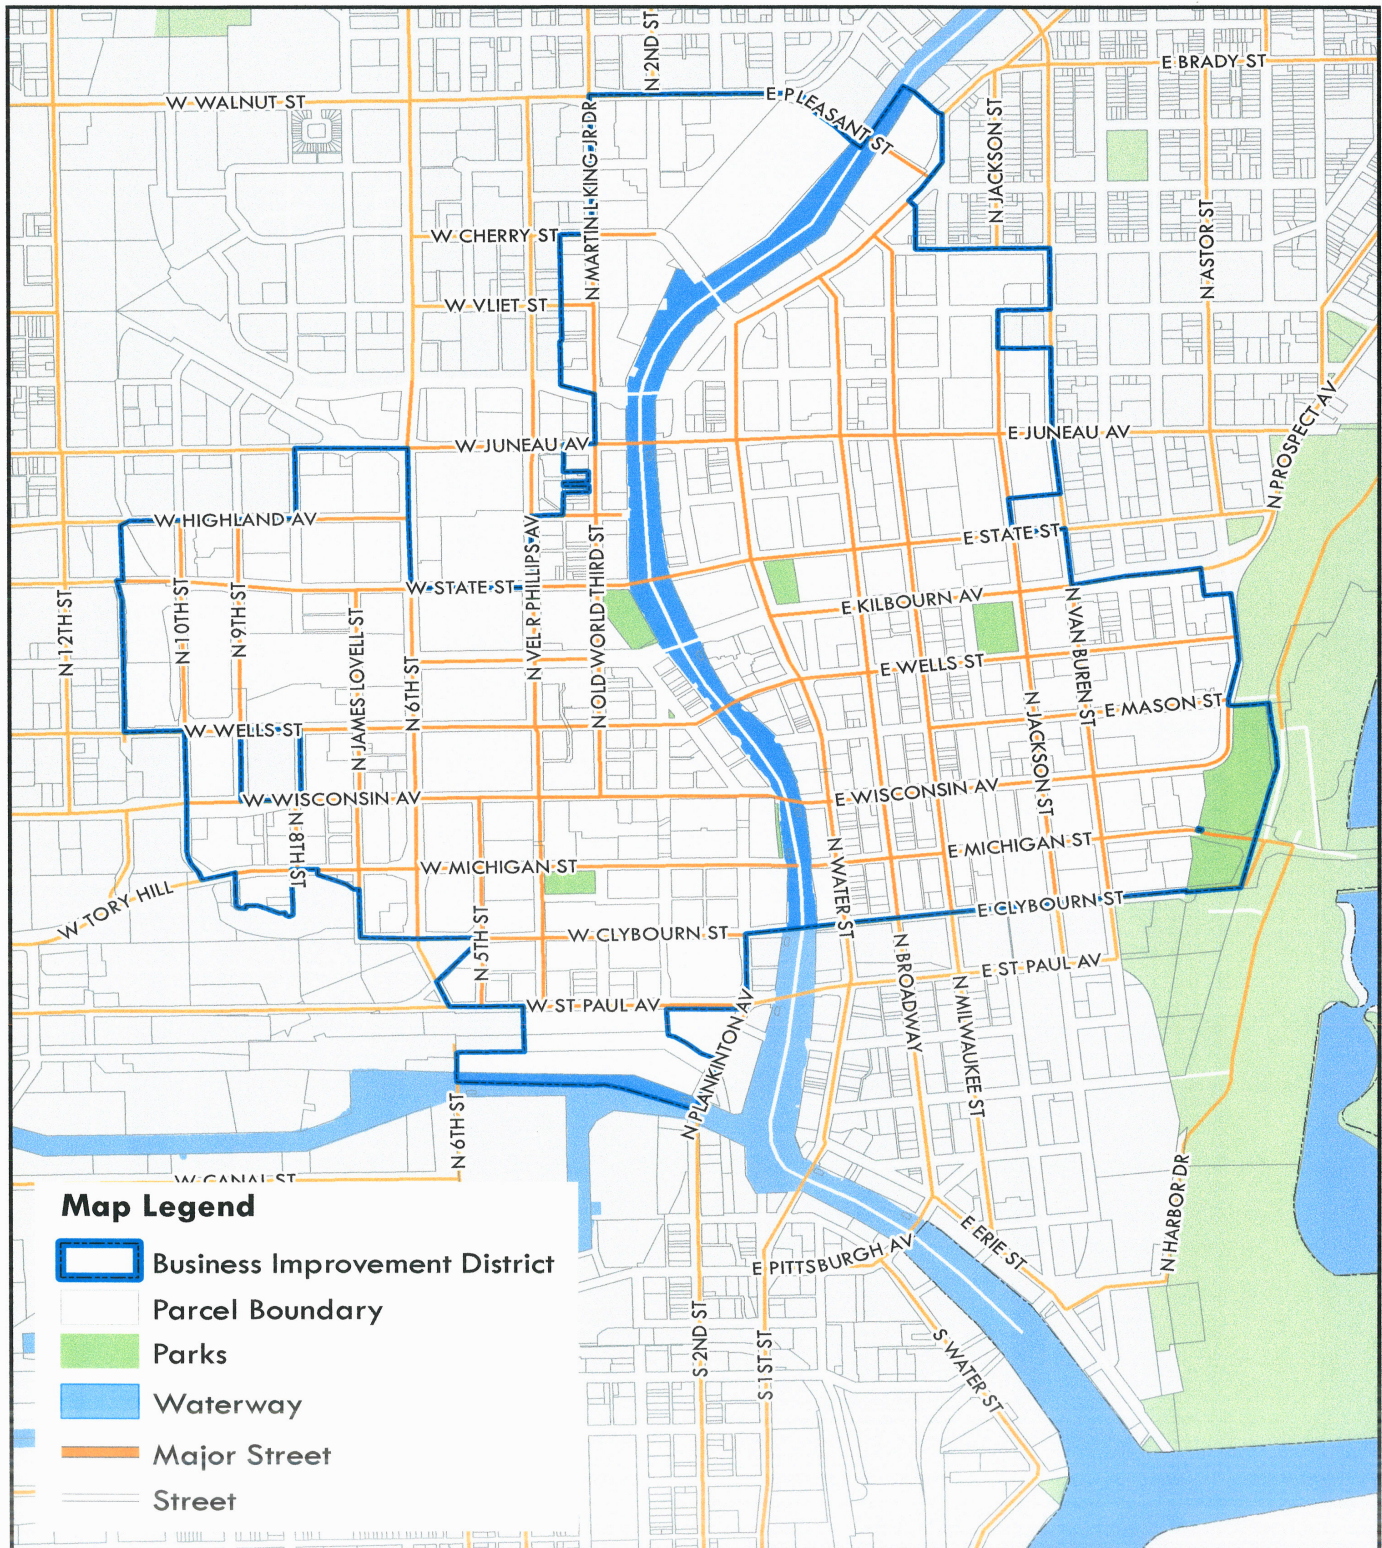 N 2ND ST
E BRADY ST
W WALNUT ST
E PLEASANT ST
N MARTIN L KING JR DR
N JACKSON ST
N ASTOR ST
W CHERRY ST
W VLIET ST
N PROSPECT AV
W JUNEAU AV
E JUNEAU AV
W HIGHLAND AV
N VEL R PHILLIPS AV
N OLD WORLD THIRD ST
E STATE ST
W STATE ST
N 12TH ST
N 10TH ST
N 9TH ST
N JAMES LOVELL ST
N 6TH ST
E KILBOURN AV
N VAN BUREN ST
E WELLS ST
N JACKSON ST
E MASON ST
W WELLS ST
W WISCONSIN AV
E WISCONSIN AV
N 8TH ST
N WATER ST
E MICHIGAN ST
W MICHIGAN ST
W TORY HILL
E CLYBOURN ST
N 5TH ST
W CLYBOURN ST
N BROADWAY
E ST PAUL AV
N MILWAUKEE ST
W ST PAUL AV
N PLANKINTON AV
N 6TH ST
W CANAL ST
N HARBOR DR
E ERIE ST
E PITTSBURGH AV
S 2ND ST
S 1ST ST
S WATER ST
Map Legend
Business Improvement District
Parcel Boundary
Parks
Waterway
Major Street
Street